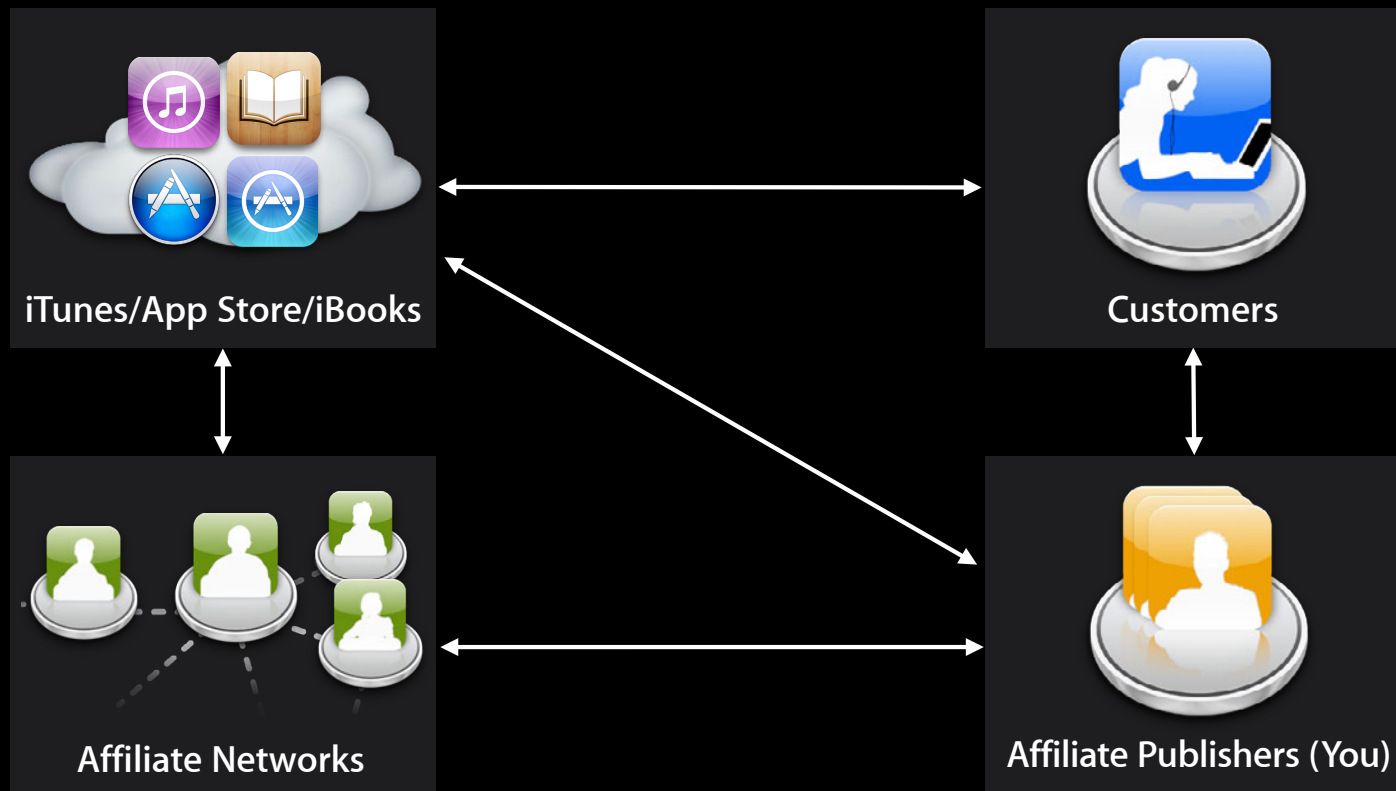 iTunes/App Store/iBooks
Customers
Affiliate Networks
Affiliate Publishers (You)